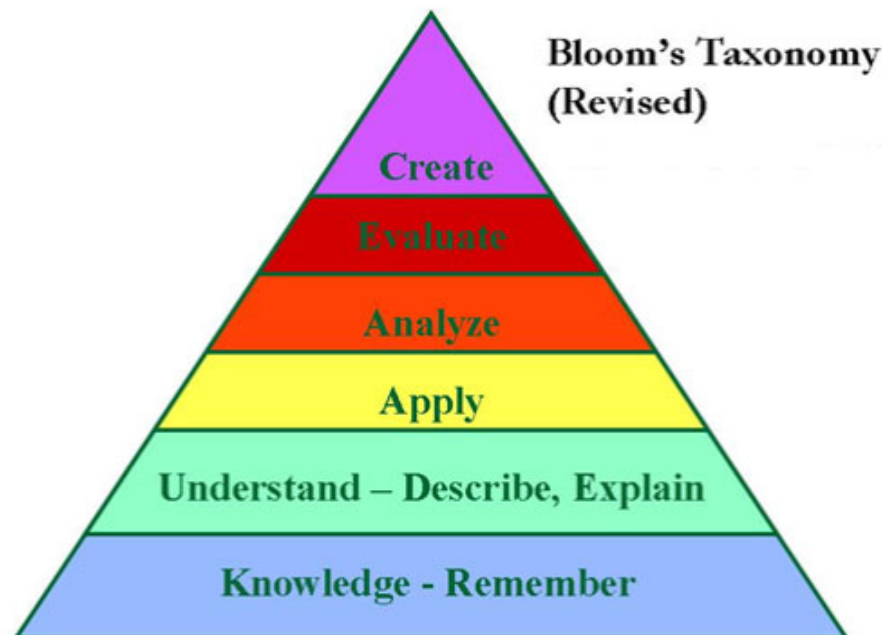 Bloom's Taxonomy
(Revised)
Create
Evaluate
Analyze
Apply
Understand – Describe, Explain
Knowledge - Remember